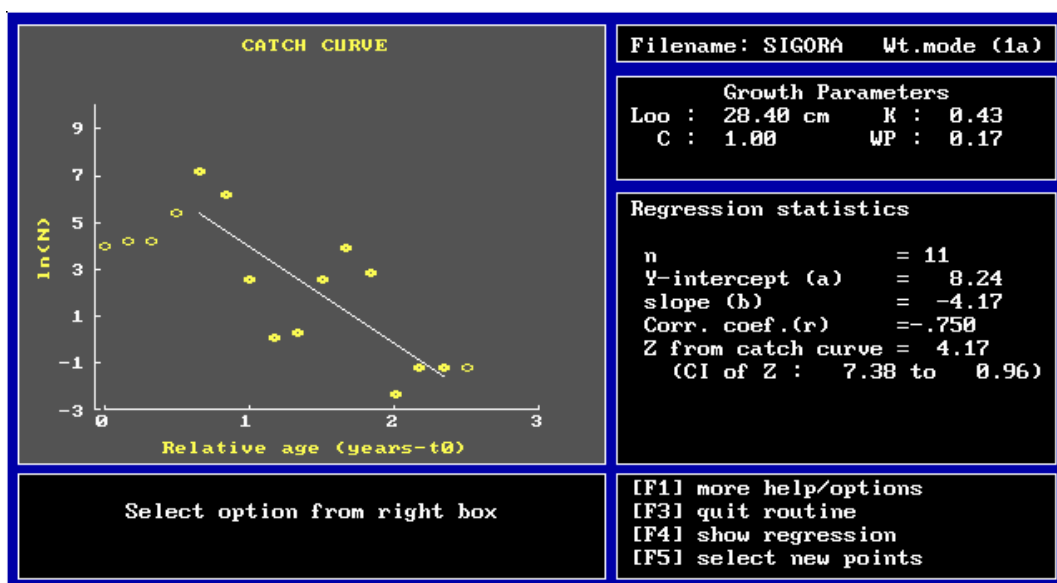 CATCH CURVE
ln(N)
9
7
5
3
1
-1
-3
0 1 2 3
Relative age (years-t0)
Filename: SIGORA Wt.mode (1a)
Growth Parameters
Loo : 28.40 cm K : 0.43
C : 1.00 WP : 0.17
Regression statistics
n = 11
Y-intercept (a) = 8.24
slope (b) = -4.17
Corr. coef.(r) =-.750
Z from catch curve = 4.17
(CI of Z : 7.38 to 0.96)
Select option from right box
[F1] more help/options
[F3] quit routine
[F4] show regression
[F5] select new points